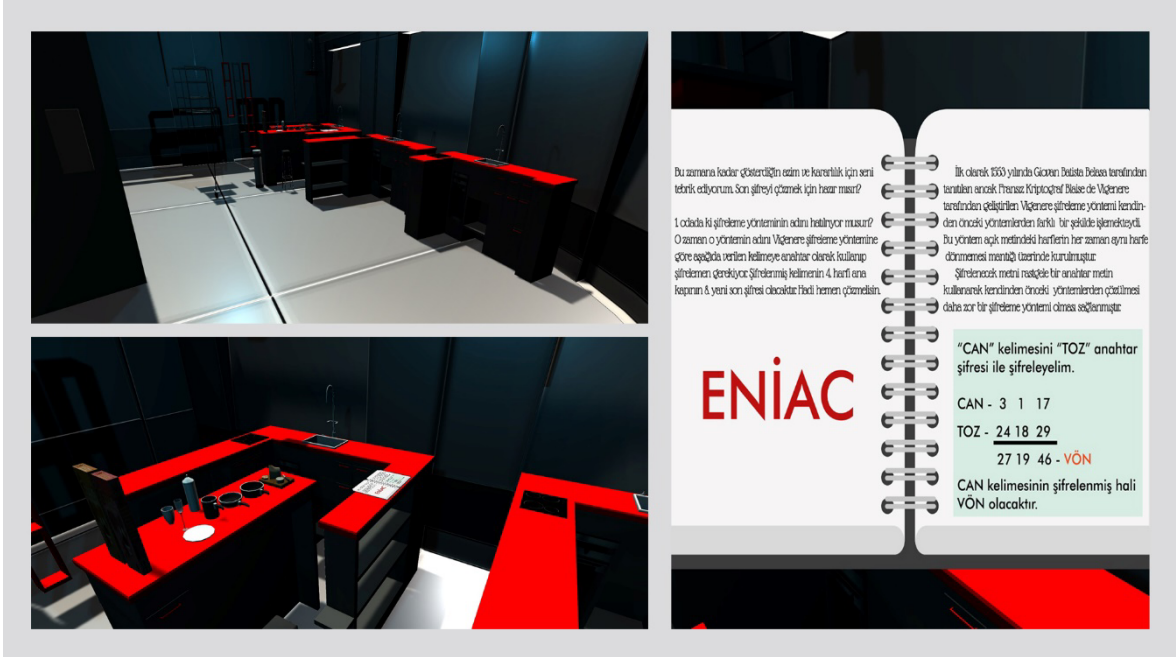 Bu zamana kadar gösterdiğin azim ve kararlılık için seni
tebrik ediyorum. Son şifreyi çözmek için hazır mısın?
1. odada ki şifreleme yönteminin adını hatılrıyor musun?
O zaman o yöntemin adını Vigenere şifreleme yöntemine
göre aşağıda verilen kelimeye anahtar olarak kullanıp
şifrelemen gerekiyor. Şifrelenmiş kelimenin 4. harfi ana
kapının 8. yani son şifresi olacaktır. Hadi hemen çözmelisin.
ENİAC
İlk olarak 1553 yılında Giovan Batista Belasa tarafından
tanıtılan ancak Fransız Kriptograf Blaise de Vigenere
tarafından geliştirilen Vigenere şifreleme yöntemi kendin-
den önceki yöntemlerden farklı bir şekilde işlemekteydi.
Bu yöntem açık metindeki harflerin her zaman aynı harfe
dönmemesi mantığı üzerinde kurulmuştur.
Şifrelenecek metni rastgele bir anahtar metin
kullanarak kendinden önceki yöntemlerden çözülmesi
daha zor bir şifreleme yöntemi olması sağlanmıştır.
"CAN" kelimesini "TOZ" anahtar
şifresi ile şifreleyelim.
CAN - 3 1 17
TOZ - 24 18 29
27 19 46 - VÖN
CAN kelimesinin şifrelenmiş hali
VÖN olacaktır.
ENİAC